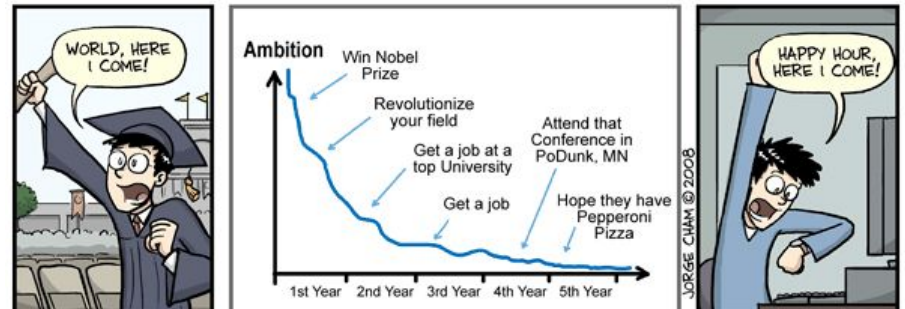 WORLD, HERE
I COME!
Ambition
Win Nobel
Prize
Revolutionize
your field
Get a job at a
top University
Get a job
Attend that
Conference in
PoDunk, MN
Hope they have
Pepperoni
Pizza
1st Year 2nd Year 3rd Year 4th Year 5th Year
JORGE CHAM © 2008
HAPPY HOUR,
HERE I COME!